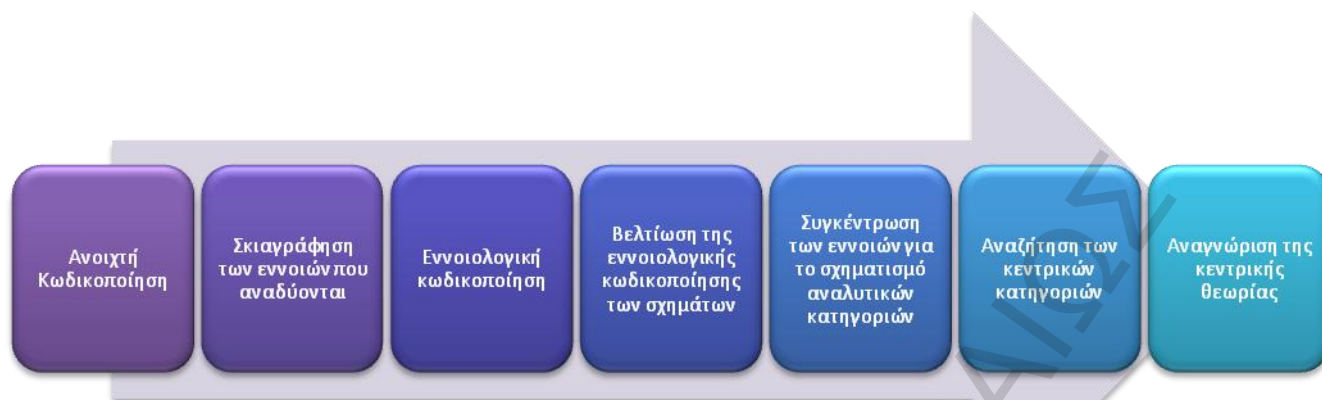 Ανοιχτή
Κωδικοποίηση
Σκιαγράφηση
των εννοιών που
αναδύονται
Εννοιολογική
κωδικοποίηση
Βελτίωση της
εννοιολογικής
κωδικοποίησης
των σχημάτων
Συγκέντρωση
των εννοιών για
το σχηματισμό
αναλυτικών
κατηγοριών
Αναζήτηση των
κεντρικών
κατηγοριών
Αναγνώριση της
κεντρικής
θεωρίας